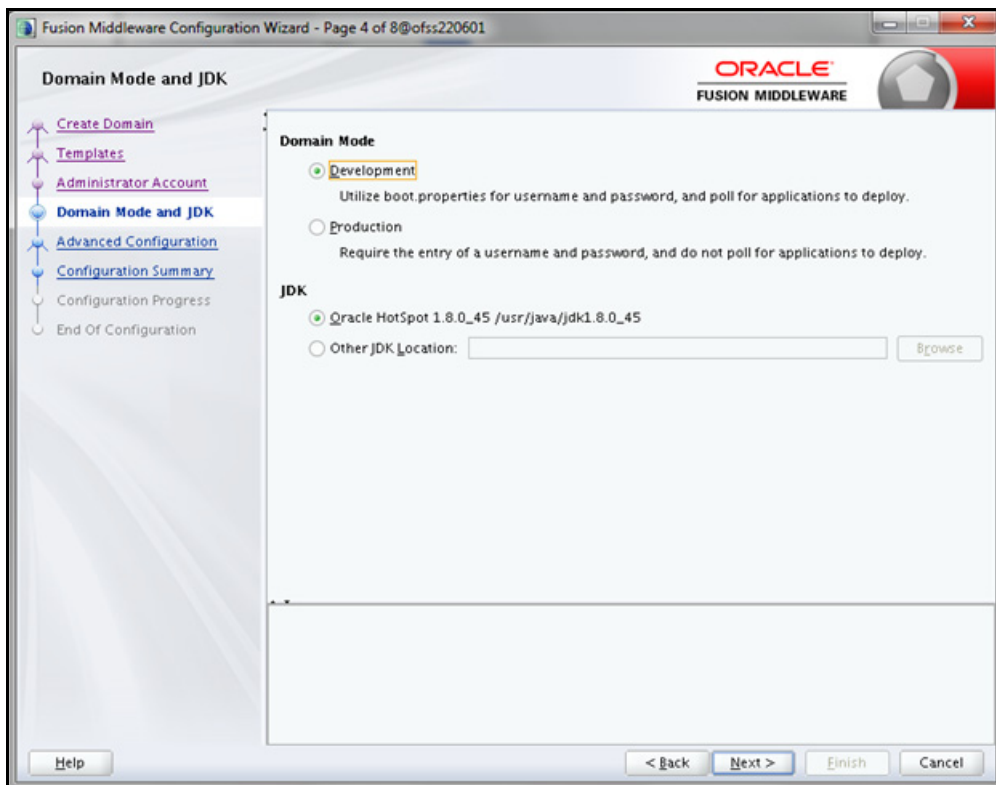 Fusion Middleware Configuration Wizard - Page 4 of 8@ofss220601
Domain Mode and JDK
ORACLE
FUSION MIDDLEWARE
Create Domain
Templates
Administrator Account
Domain Mode and JDK
Advanced Configuration
Configuration Summary
Configuration Progress
End Of Configuration
Domain Mode
Development
Utilize boot.properties for username and password, and poll for applications to deploy.
Production
Require the entry of a username and password, and do not poll for applications to deploy.
JDK
Oracle HotSpot 1.8.0_45 /usr/java/jdk1.8.0_45
Other JDK Location:
Browse
Help
< Back
Next >
Finish
Cancel